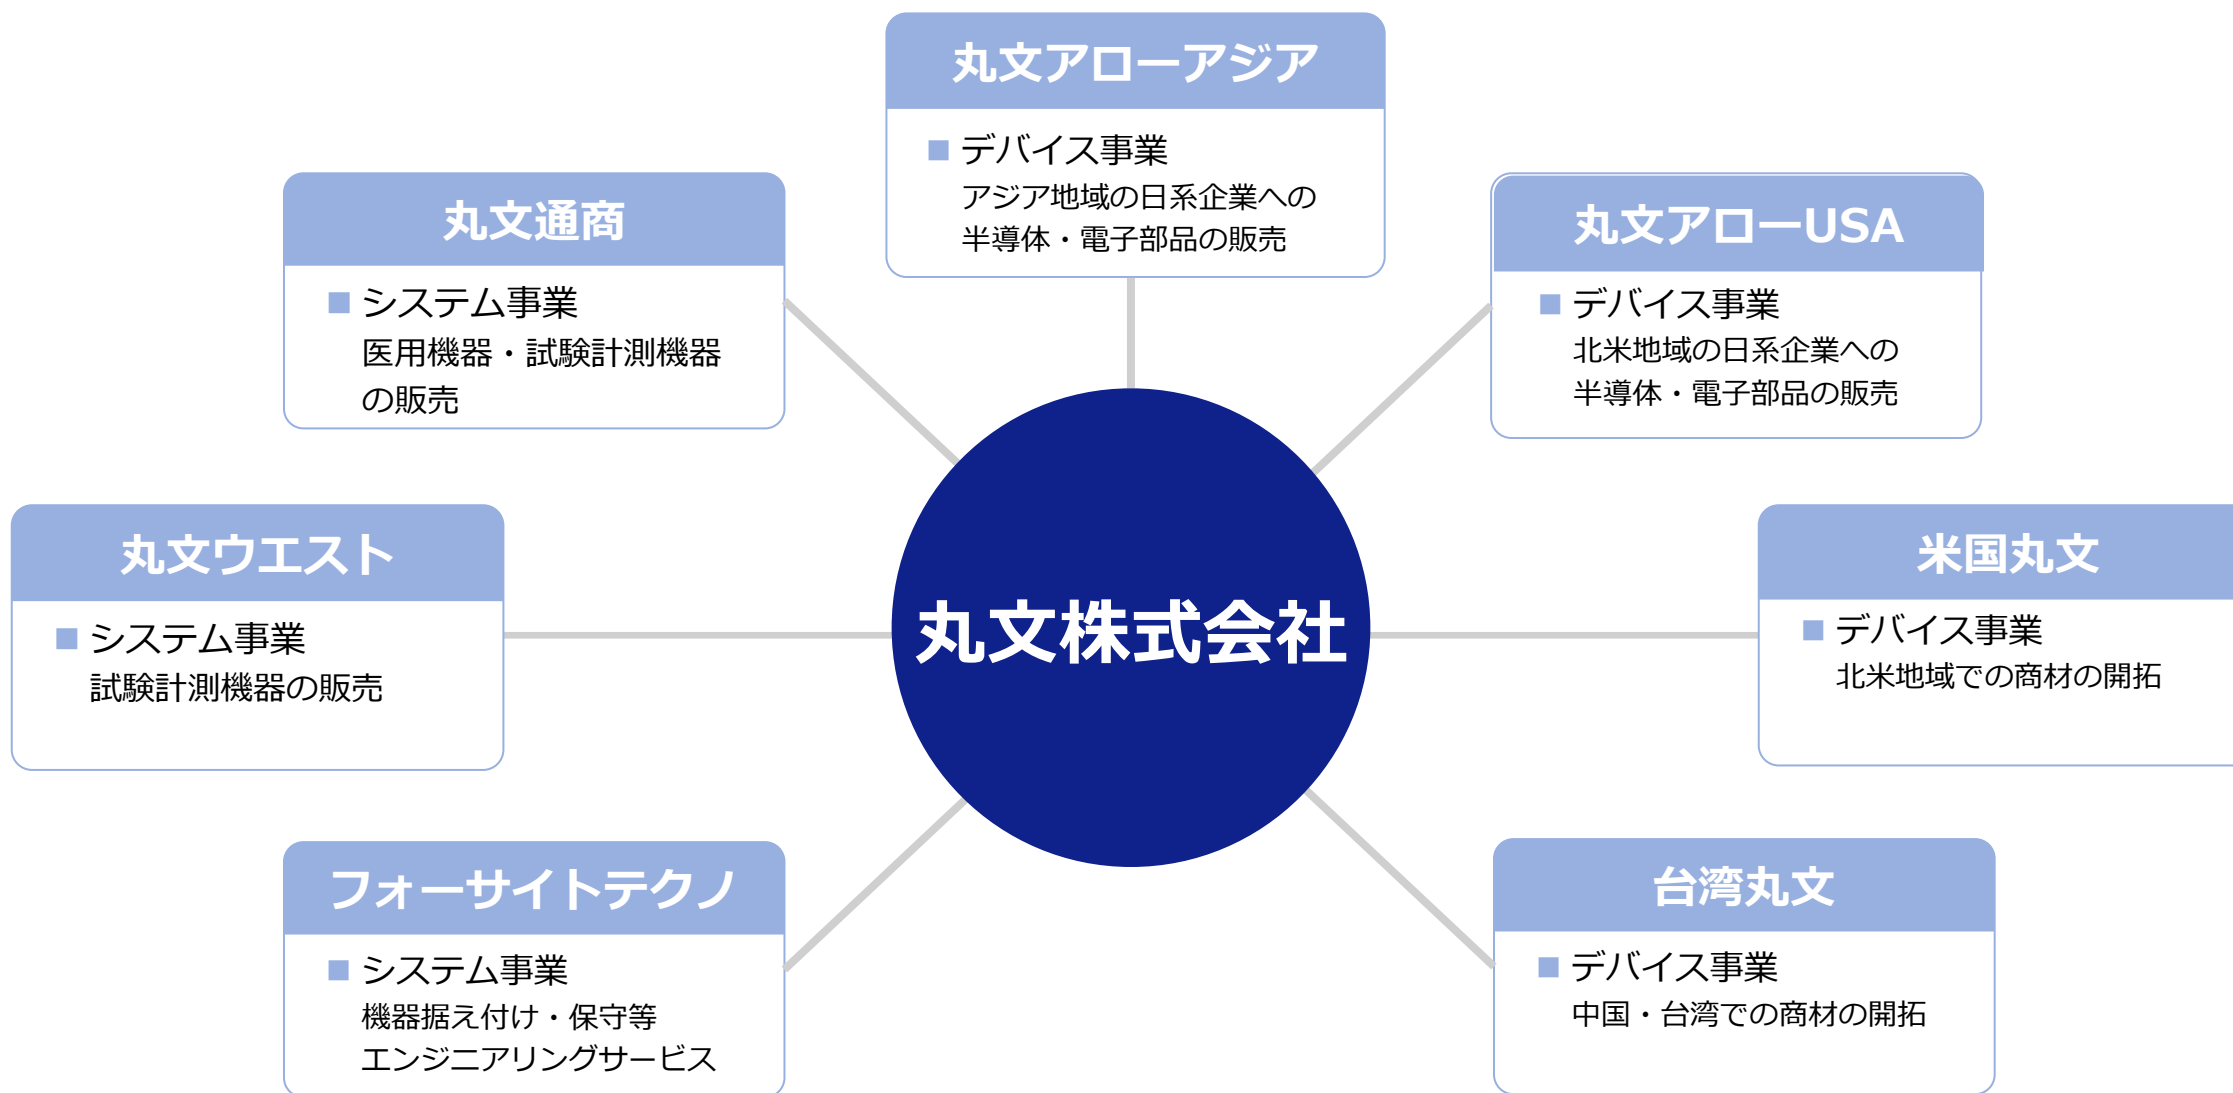 丸文アローアジア
■ デバイス事業
アジア地域の日系企業への
半導体・電子部品の販売
丸文通商
■ システム事業
医用機器・試験計測機器
の販売
丸文アローUSA
■ デバイス事業
北米地域の日系企業への
半導体・電子部品の販売
丸文ウエスト
■ システム事業
試験計測機器の販売
丸文株式会社
米国丸文
■ デバイス事業
北米地域での商材の開拓
フォーサイトテクノ
■ システム事業
機器据え付け・保守等
エンジニアリングサービス
台湾丸文
■ デバイス事業
中国・台湾での商材の開拓